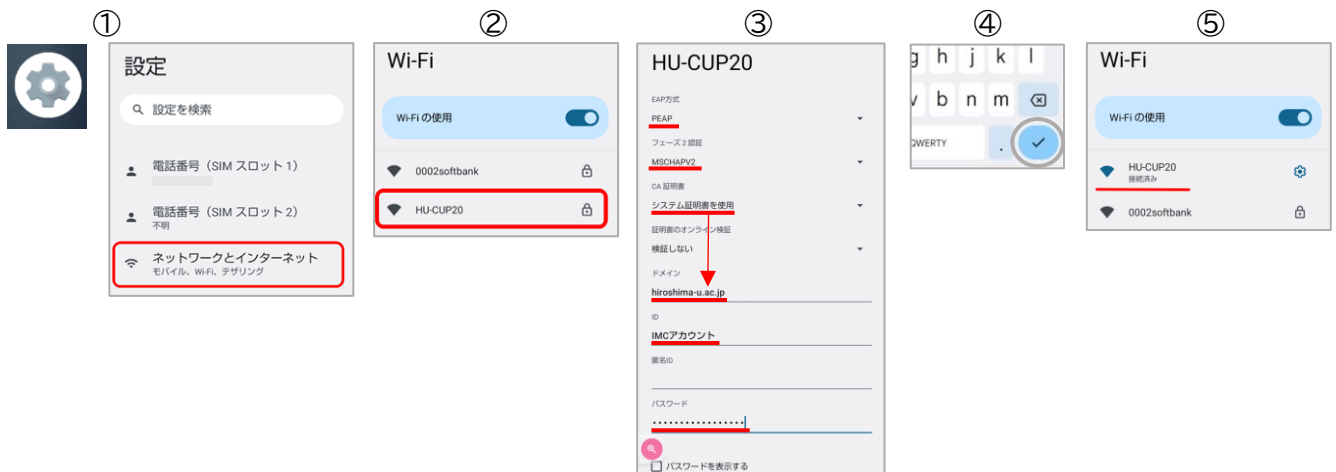 ①
設定
設定を検索
電話番号（SIM スロット 1）
電話番号（SIM スロット 2）
不明
ネットワークとインターネット
モバイル、Wi-Fi、テザリング
②
Wi-Fi
Wi-Fi の使用
0002softbank
HU-CUP20
③
HU-CUP20
EAP方式
PEAP
フェーズ 2 認証
MSCHAPV2
CA 証明書
システム証明書を使用
証明書のオンライン検証
検証しない
ドメイン
hiroshima-u.ac.jp
ID
IMCアカウント
匿名ID
パスワード
•••••••••••••••••
パスワードを表示する
④
g h j k l
v b n m
QWERTY .
⑤
Wi-Fi
Wi-Fi の使用
HU-CUP20
接続済み
0002softbank